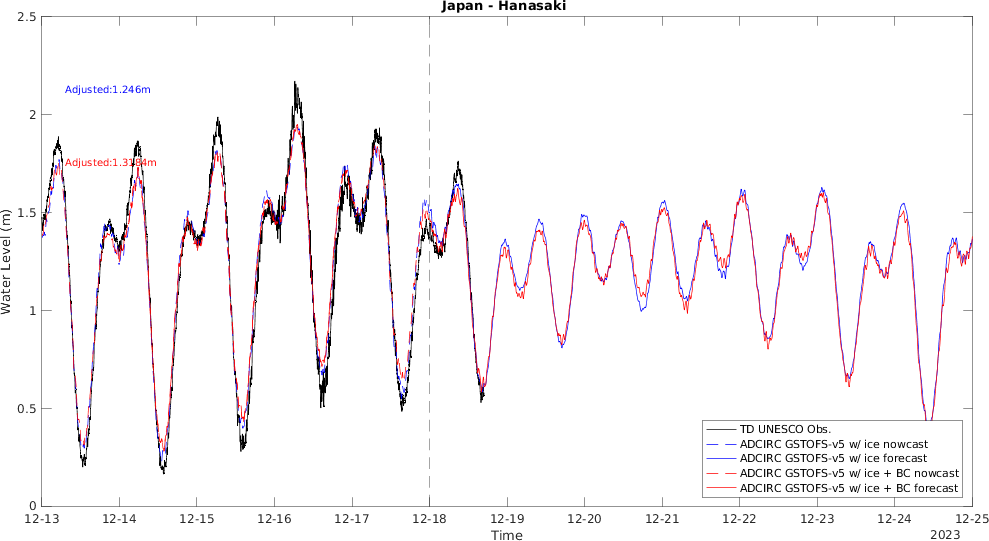 Japan - Hanasaki
2.5
2
1.5
1
0.5
0
Water Level (m)
Adjusted:1.246m
Adjusted:1.3184m
TD UNESCO Obs.
ADCIRC GSTOFS-v5 w/ ice nowcast
ADCIRC GSTOFS-v5 w/ ice forecast
ADCIRC GSTOFS-v5 w/ ice + BC nowcast
ADCIRC GSTOFS-v5 w/ ice + BC forecast
12-13 12-14 12-15 12-16 12-17 12-18 12-19 12-20 12-21 12-22 12-23 12-24 12-25
Time
2023